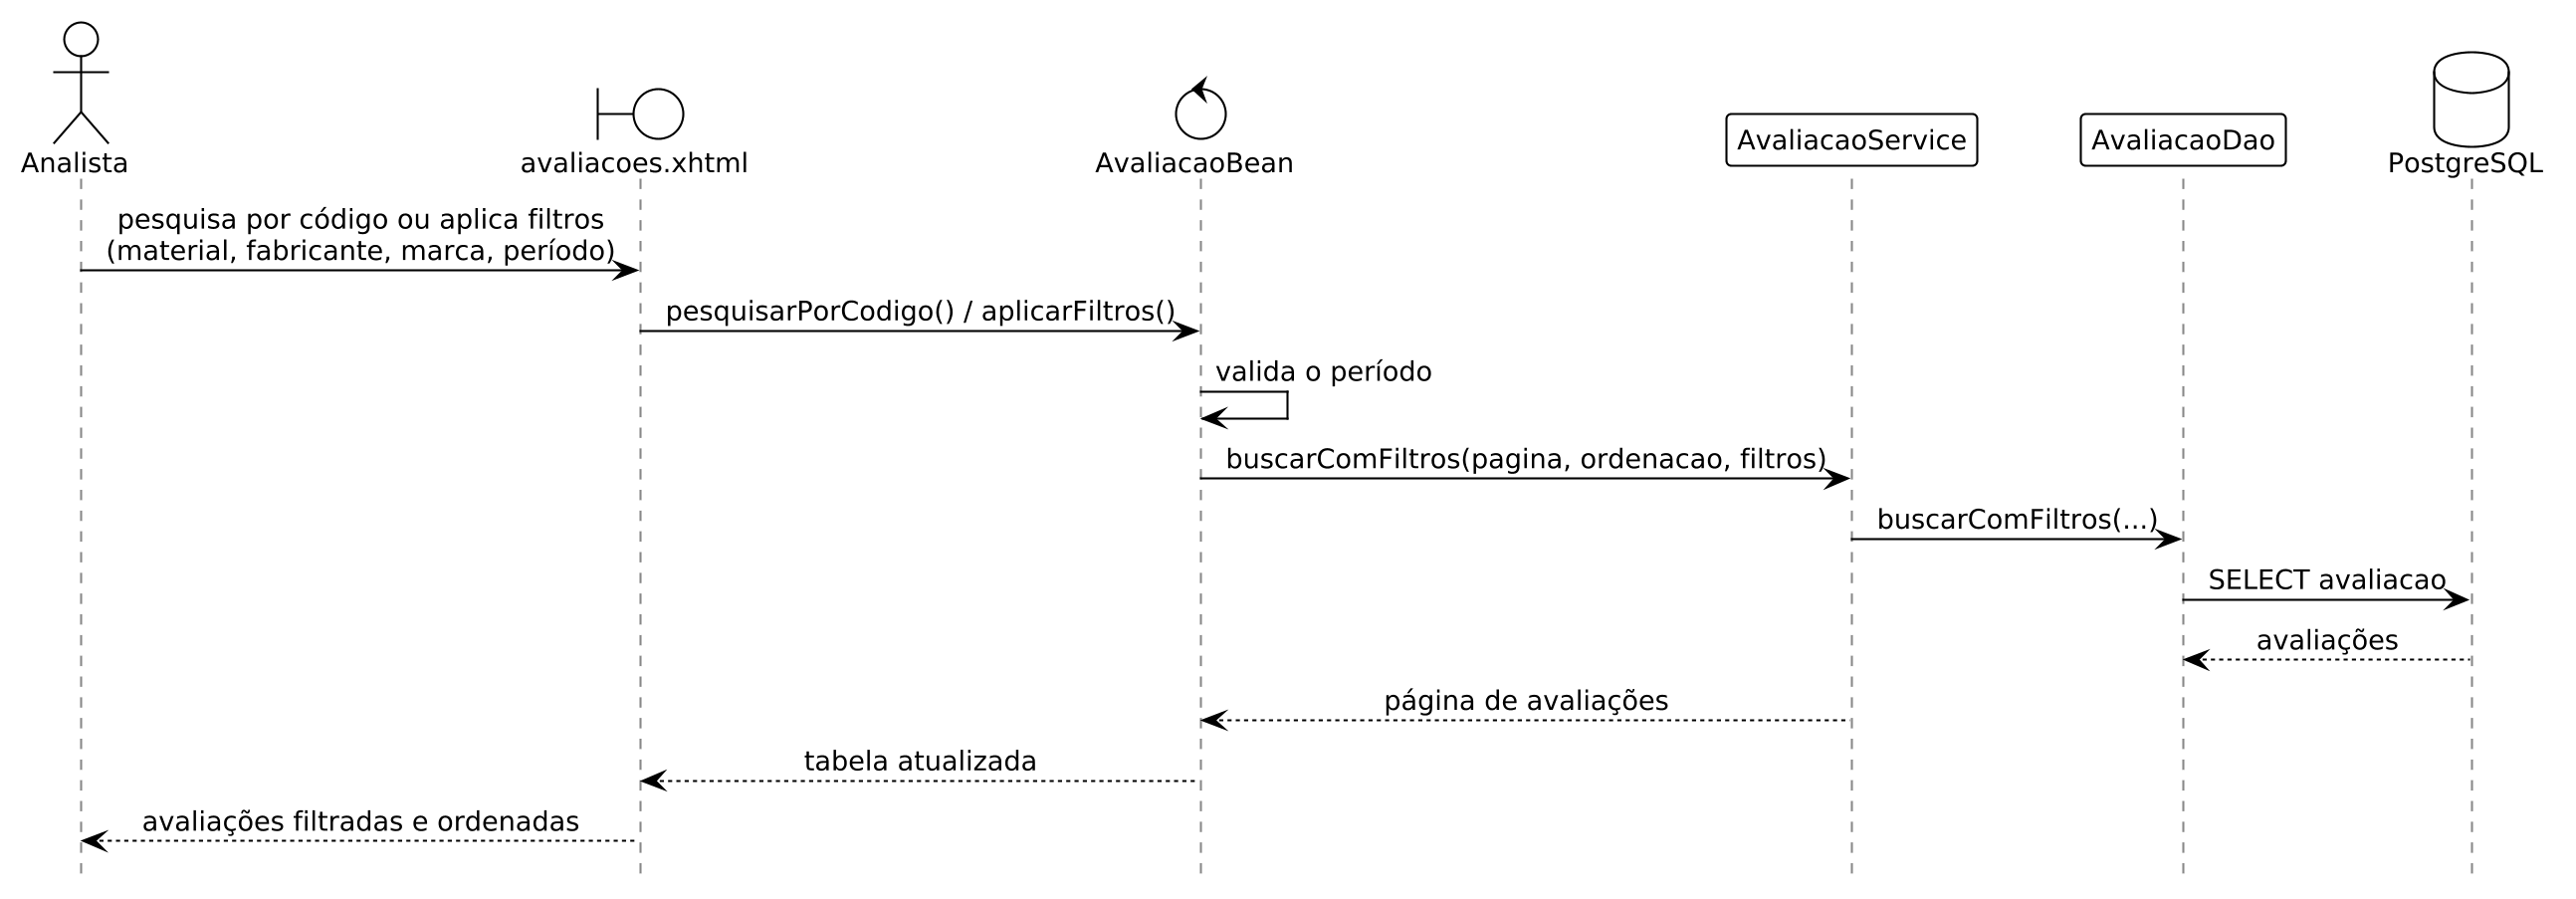 Analista
avaliacoes.xhtml
AvaliacaoBean
AvaliacaoService
AvaliacaoDao
PostgreSQL
pesquisa por código ou aplica filtros
(material, fabricante, marca, período)
pesquisarPorCodigo() / aplicarFiltros()
valida o período
buscarComFiltros(pagina, ordenacao, filtros)
buscarComFiltros(...)
SELECT avaliacao
avaliações
página de avaliações
tabela atualizada
avaliações filtradas e ordenadas